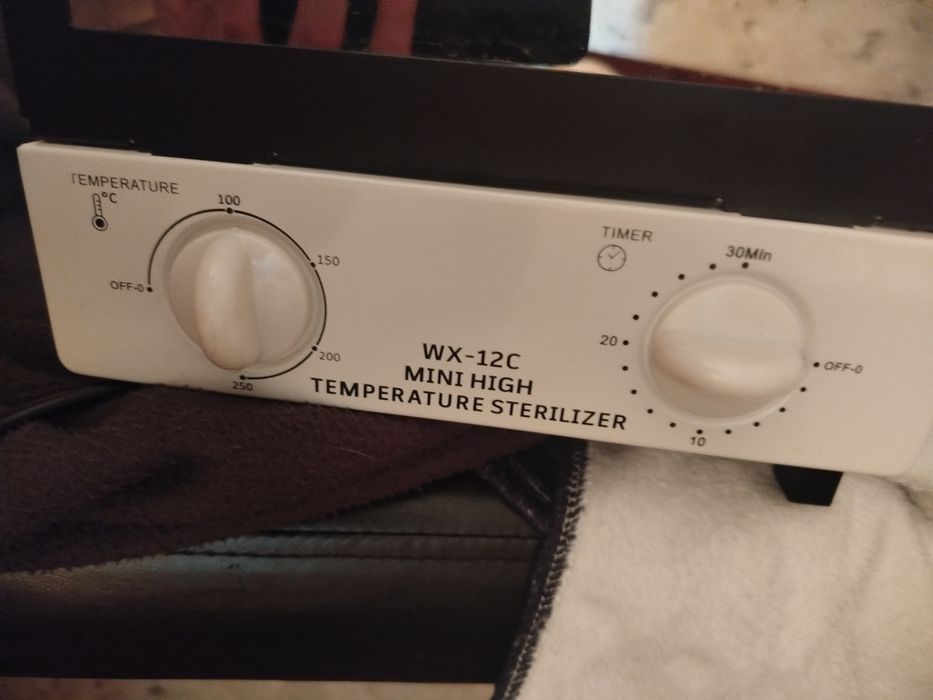 TEMPERATURE
°C
100
150
OFF-0
200
250
TIMER
30Min
20
OFF-0
10
WX-12C
MINI HIGH
TEMPERATURE STERILIZER